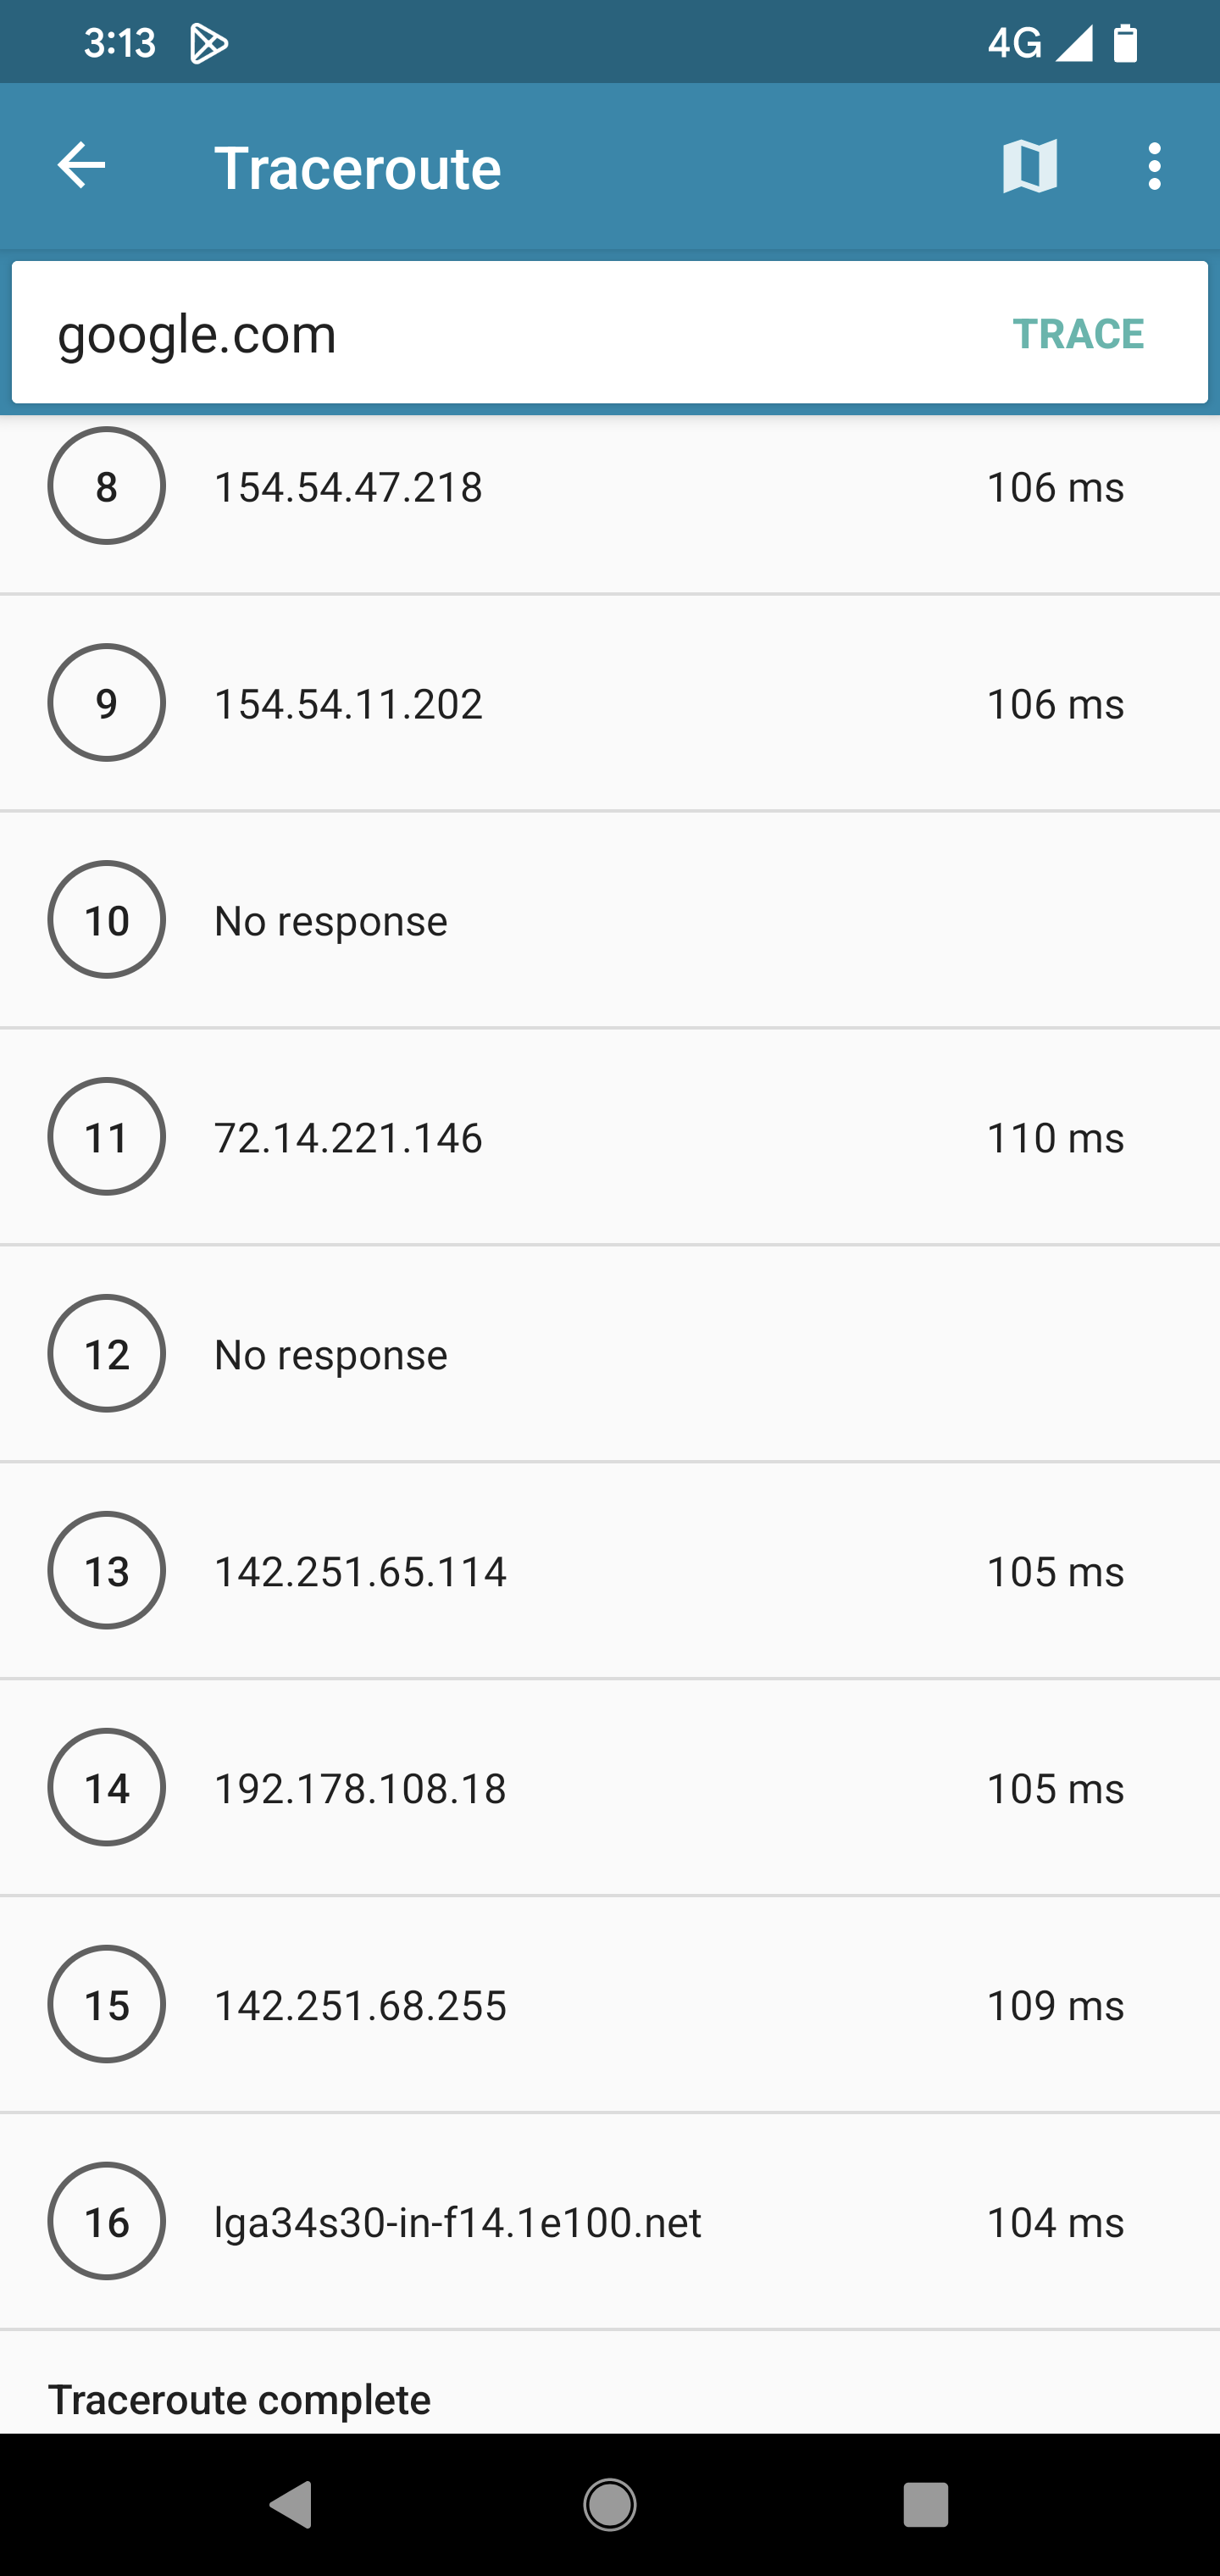 3:13 4G
Traceroute
google.com TRACE
8 154.54.47.218 106 ms
9 154.54.11.202 106 ms
10 No response
11 72.14.221.146 110 ms
12 No response
13 142.251.65.114 105 ms
14 192.178.108.18 105 ms
15 142.251.68.255 109 ms
16 lga34s30-in-f14.1e100.net 104 ms
Traceroute complete